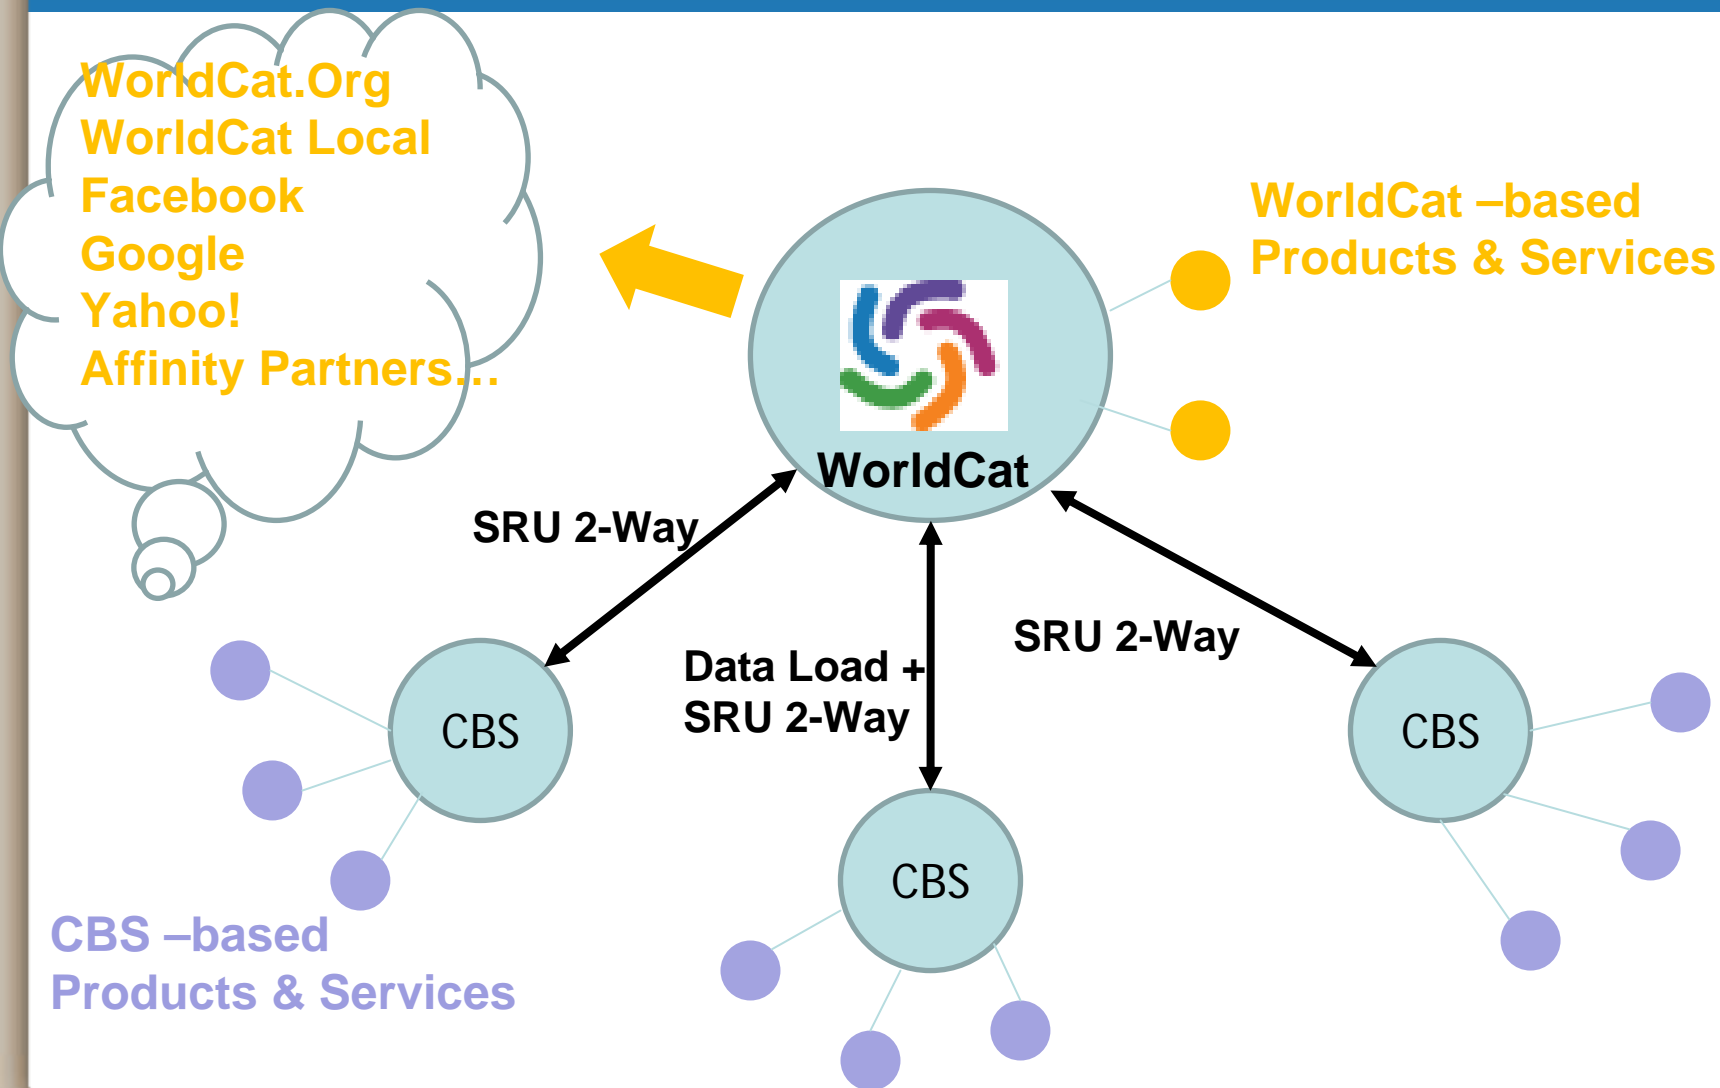 WorldCat.Org
WorldCat Local
Facebook
Google
Yahoo!
Affinity Partners...
WorldCat –based
Products & Services
WorldCat
SRU 2-Way
Data Load +
SRU 2-Way
SRU 2-Way
CBS
CBS
CBS
CBS –based
Products & Services